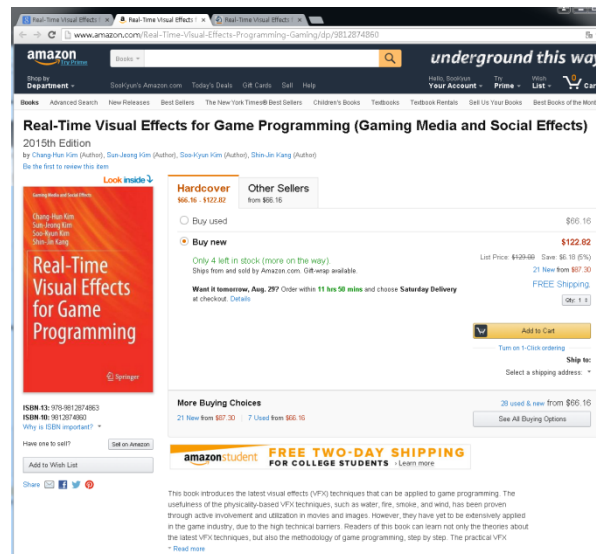 Real-Time Visual Effects f
Real-Time Visual Effects f
Real-Time Visual Effects f
www.amazon.com/Real-Time-Visual-Effects-Programming-Gaming/dp/9812874860
amazon
Try Prime
Books
underground this way
Shop by
Department
SooKyun's Amazon.com Today's Deals Gift Cards Sell Help
Hello, SooKyun
Your Account
Try
Prime
Wish
List
0
Car
Books Advanced Search New Releases Best Sellers The New York Times® Best Sellers Children's Books Textbooks Textbook Rentals Sell Us Your Books Best Books of the Mont
Real-Time Visual Effects for Game Programming (Gaming Media and Social Effects)
2015th Edition
by Chang-Hun Kim (Author), Sun-Jeong Kim (Author), Soo-Kyun Kim (Author), Shin-Jin Kang (Author)
Be the first to review this item
Look inside
Gaming Media and Social Effects
Chang-Hun Kim
Sun-Jeong Kim
Soo-Kyun Kim
Shin-Jin Kang
Real-Time
Visual Effects
for Game
Programming
Springer
ISBN-13: 978-9812874863
ISBN-10: 9812874860
Why is ISBN important?
Have one to sell? Sell on Amazon
Add to Wish List
Share
Hardcover
$66.16 - $122.82
Other Sellers
from $66.16
Buy used $66.16
Buy new $122.82
Only 4 left in stock (more on the way).
Ships from and sold by Amazon.com. Gift-wrap available.
Want it tomorrow, Aug. 29? Order within 11 hrs 50 mins and choose Saturday Delivery
at checkout. Details
List Price: $129.00 Save: $6.18 (5%)
21 New from $87.30
FREE Shipping.
Qty: 1
Add to Cart
Turn on 1-Click ordering
Ship to:
Select a shipping address:
More Buying Choices
21 New from $87.30 7 Used from $66.16
28 used & new from $66.16
See All Buying Options
amazonstudent FREE TWO-DAY SHIPPING
FOR COLLEGE STUDENTS › Learn more
This book introduces the latest visual effects (VFX) techniques that can be applied to game programming. The
usefulness of the physicality-based VFX techniques, such as water, fire, smoke, and wind, has been proven
through active involvement and utilization in movies and images. However, they have yet to be extensively applied
in the game industry, due to the high technical barriers. Readers of this book can learn not only the theories about
the latest VFX techniques, but also the methodology of game programming, step by step. The practical VFX
Read more